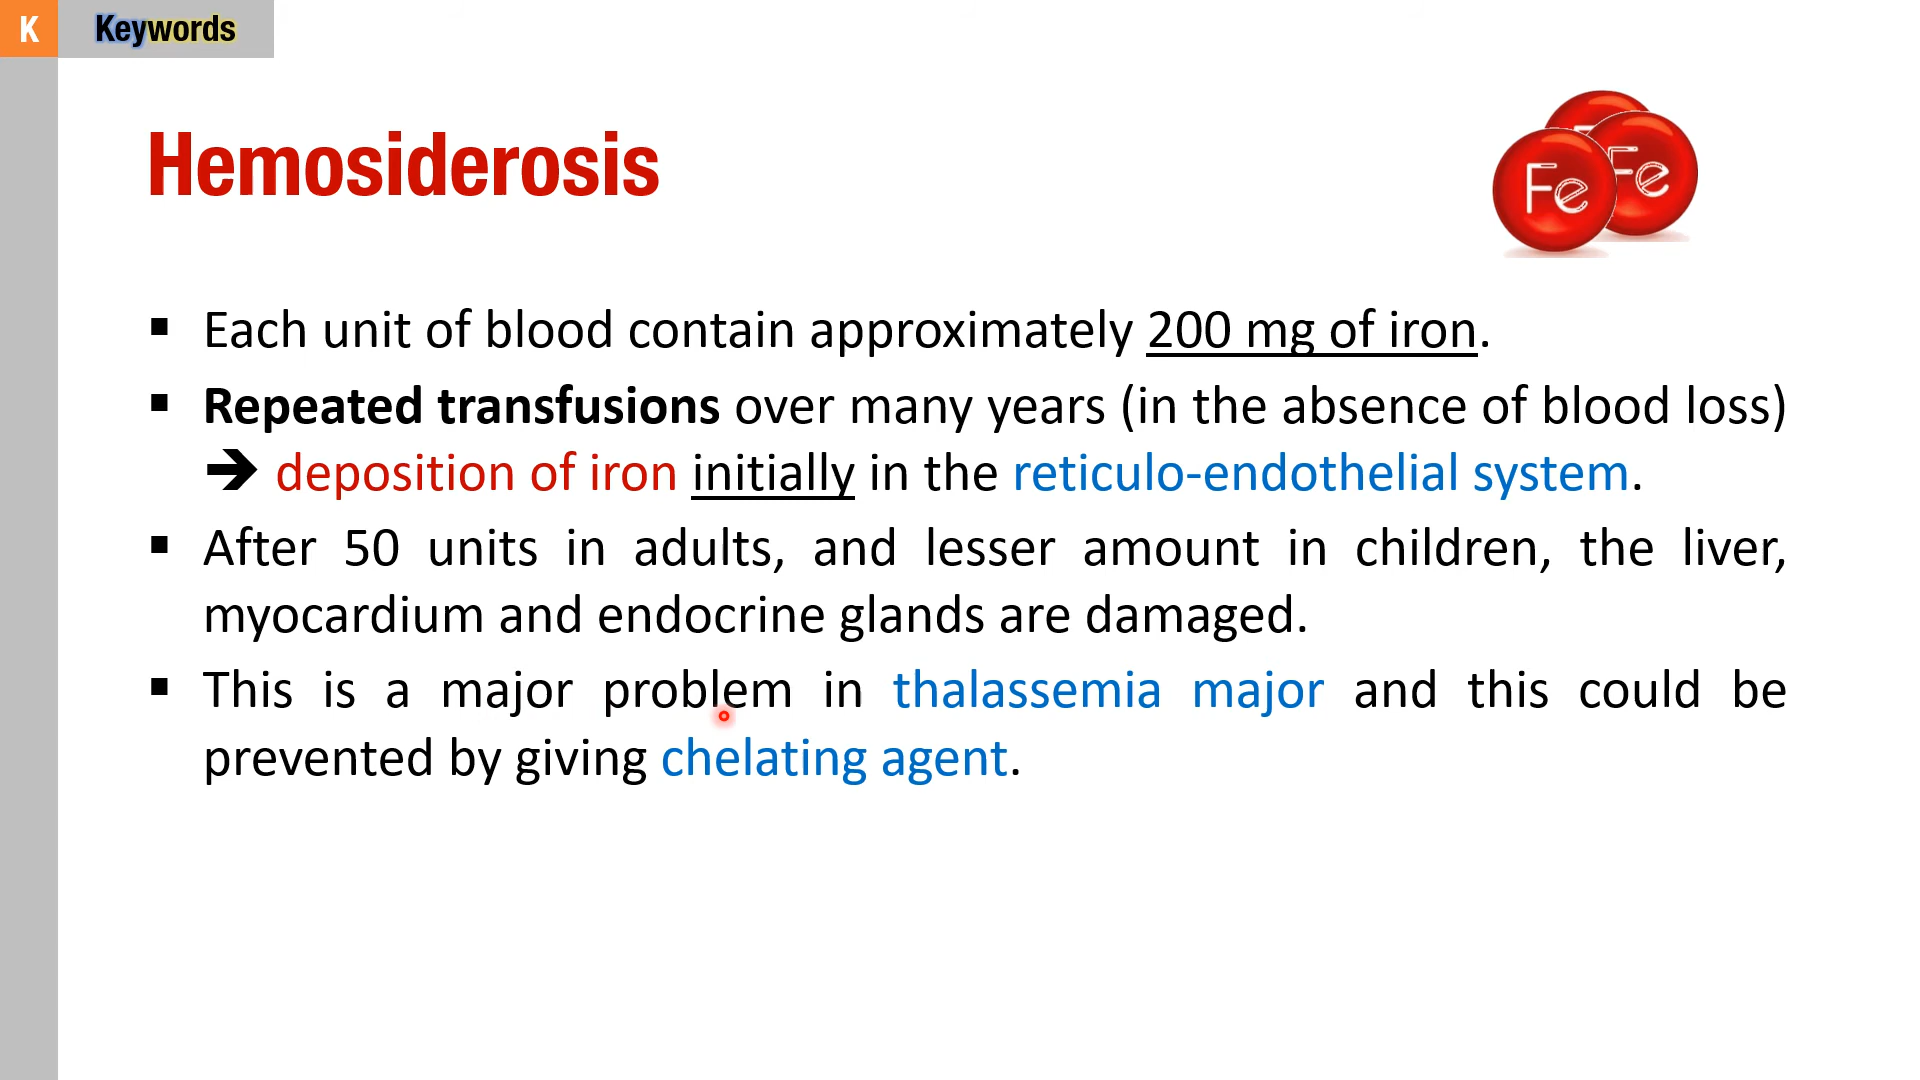 K Keywords
Hemosiderosis
Fe Fe
▪ Each unit of blood contain approximately 200 mg of iron.
▪ Repeated transfusions over many years (in the absence of blood loss)
➔ deposition of iron initially in the reticulo-endothelial system.
▪ After 50 units in adults, and lesser amount in children, the liver,
myocardium and endocrine glands are damaged.
▪ This is a major problem in thalassemia major and this could be
prevented by giving chelating agent.